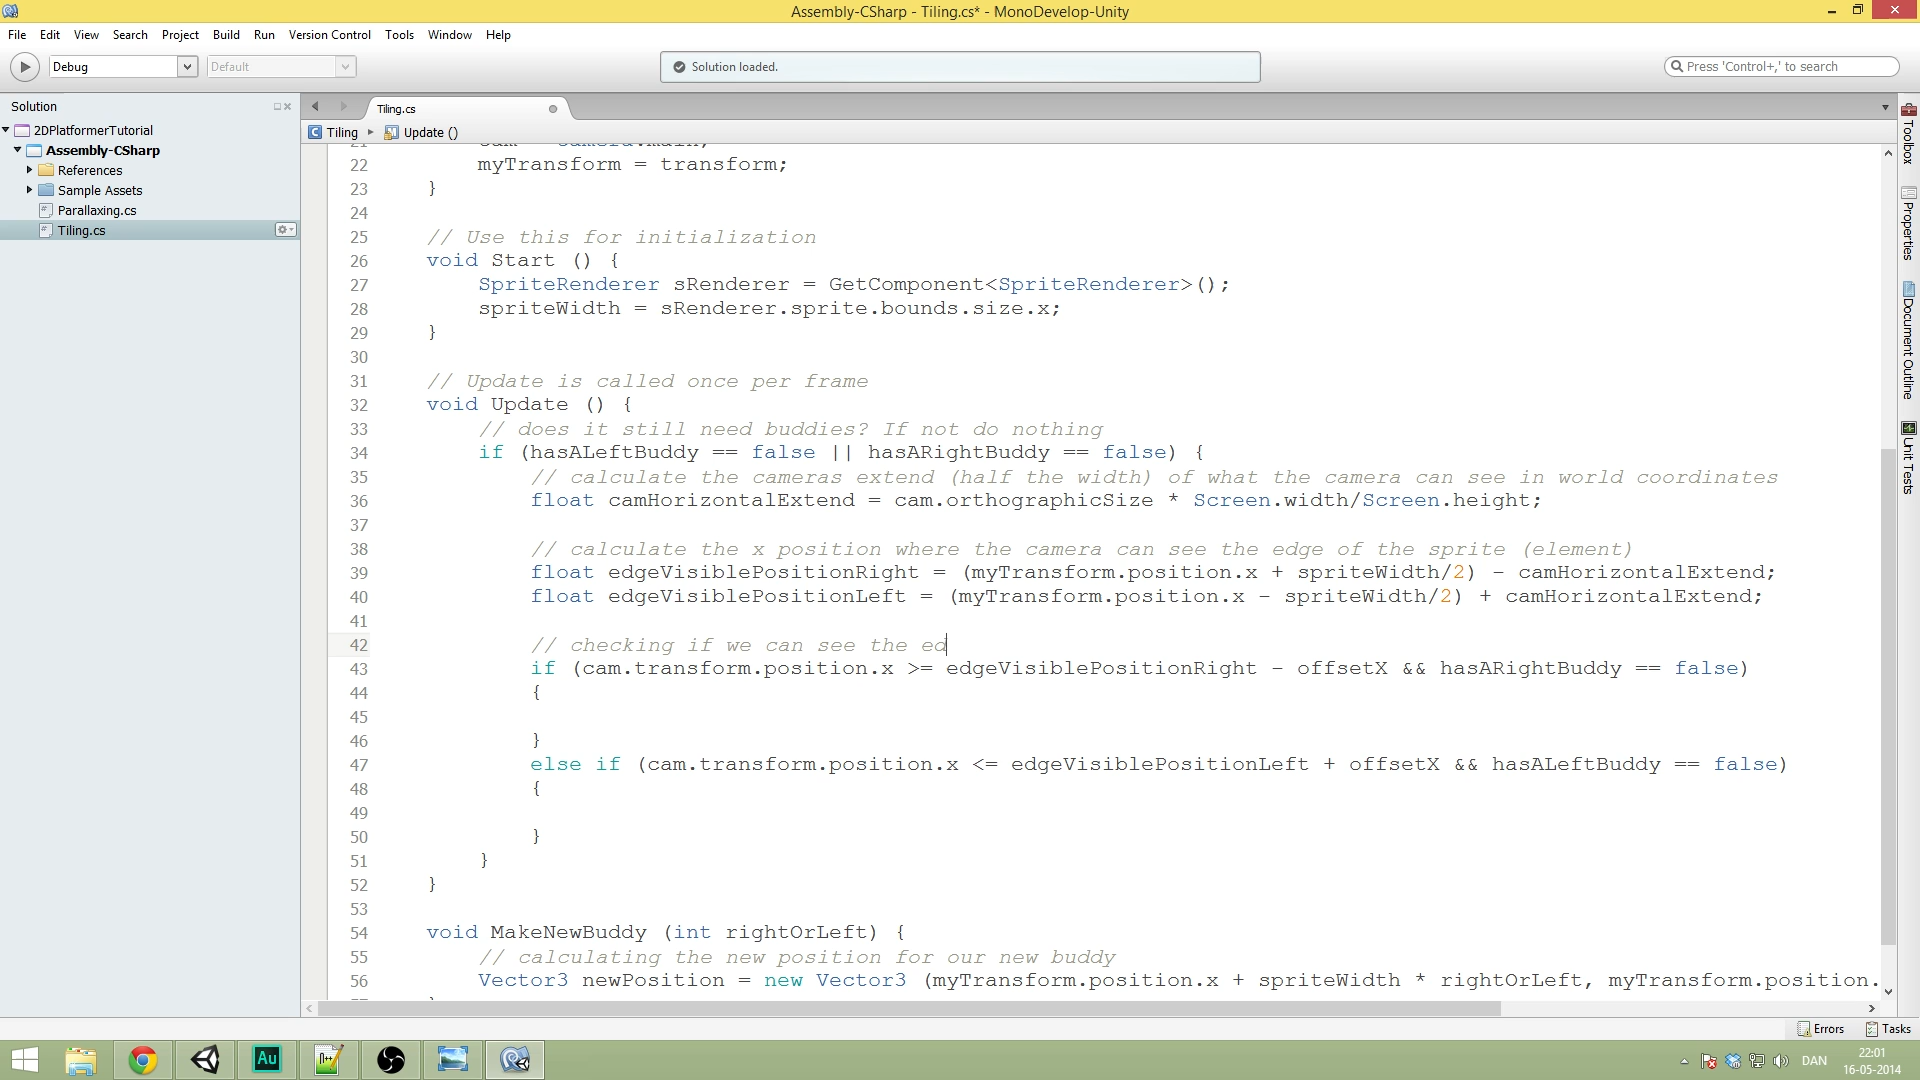 Assembly-CSharp - Tiling.cs* - MonoDevelop-Unity
File Edit View Search Project Build Run Version Control Tools Window Help
Debug Default Solution loaded. Press 'Control+,' to search
Solution
2DPlatformerTutorial
Assembly-CSharp
References
Sample Assets
Parallaxing.cs
Tiling.cs
Tiling.cs
Tiling Update ()
22 myTransform = transform;
23 }
24
25 // Use this for initialization
26 void Start () {
27 SpriteRenderer sRenderer = GetComponent<SpriteRenderer>();
28 spriteWidth = sRenderer.sprite.bounds.size.x;
29 }
30
31 // Update is called once per frame
32 void Update () {
33 // does it still need buddies? If not do nothing
34 if (hasALeftBuddy == false || hasARightBuddy == false) {
35 // calculate the cameras extend (half the width) of what the camera can see in world coordinates
36 float camHorizontalExtend = cam.orthographicSize * Screen.width/Screen.height;
37
38 // calculate the x position where the camera can see the edge of the sprite (element)
39 float edgeVisiblePositionRight = (myTransform.position.x + spriteWidth/2) - camHorizontalExtend;
40 float edgeVisiblePositionLeft = (myTransform.position.x - spriteWidth/2) + camHorizontalExtend;
41
42 // checking if we can see the ed
43 if (cam.transform.position.x >= edgeVisiblePositionRight - offsetX && hasARightBuddy == false)
44 {
45
46 }
47 else if (cam.transform.position.x <= edgeVisiblePositionLeft + offsetX && hasALeftBuddy == false)
48 {
49
50 }
51 }
52 }
53
54 void MakeNewBuddy (int rightOrLeft) {
55 // calculating the new position for our new buddy
56 Vector3 newPosition = new Vector3 (myTransform.position.x + spriteWidth * rightOrLeft, myTransform.position.
Toolbox
Properties
Document Outline
Unit Tests
Errors Tasks
Au
DAN
22:01
16-05-2014